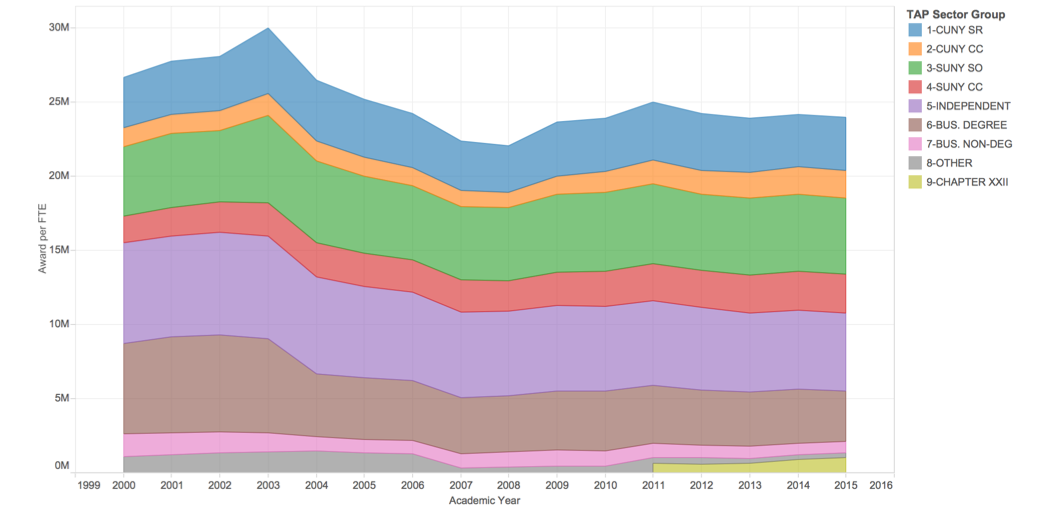 TAP Sector Group
1-CUNY SR
2-CUNY CC
3-SUNY SO
4-SUNY CC
5-INDEPENDENT
6-BUS. DEGREE
7-BUS. NON-DEG
8-OTHER
9-CHAPTER XXII
30M
25M
20M
15M
10M
5M
0M
Award per FTE
1999 2000 2001 2002 2003 2004 2005 2006 2007 2008 2009 2010 2011 2012 2013 2014 2015 2016
Academic Year